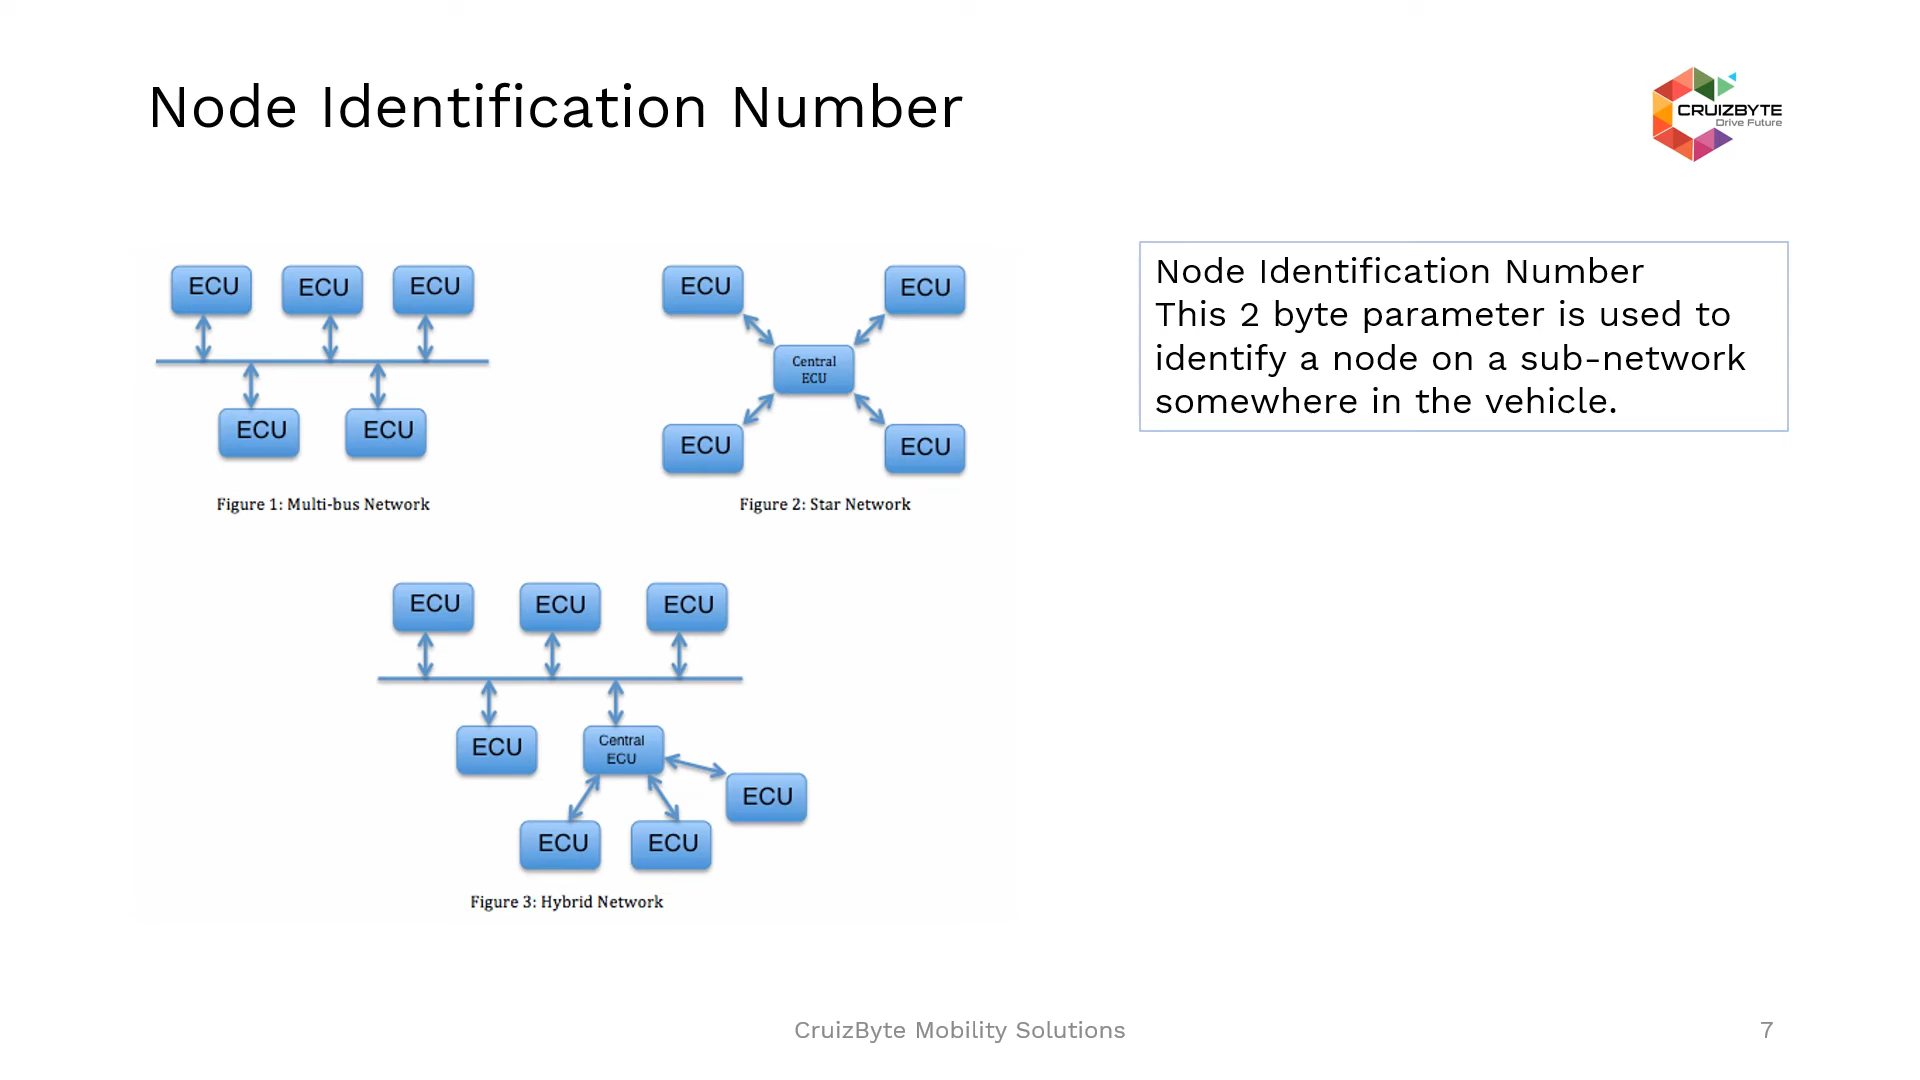 Node Identification Number
CRUIZBYTE
Drive Future
ECU
ECU
ECU
ECU
ECU
Figure 1: Multi-bus Network
ECU
ECU
Central
ECU
ECU
ECU
Figure 2: Star Network
Node Identification Number
This 2 byte parameter is used to
identify a node on a sub-network
somewhere in the vehicle.
ECU
ECU
ECU
ECU
Central
ECU
ECU
ECU
ECU
Figure 3: Hybrid Network
CruizByte Mobility Solutions
7